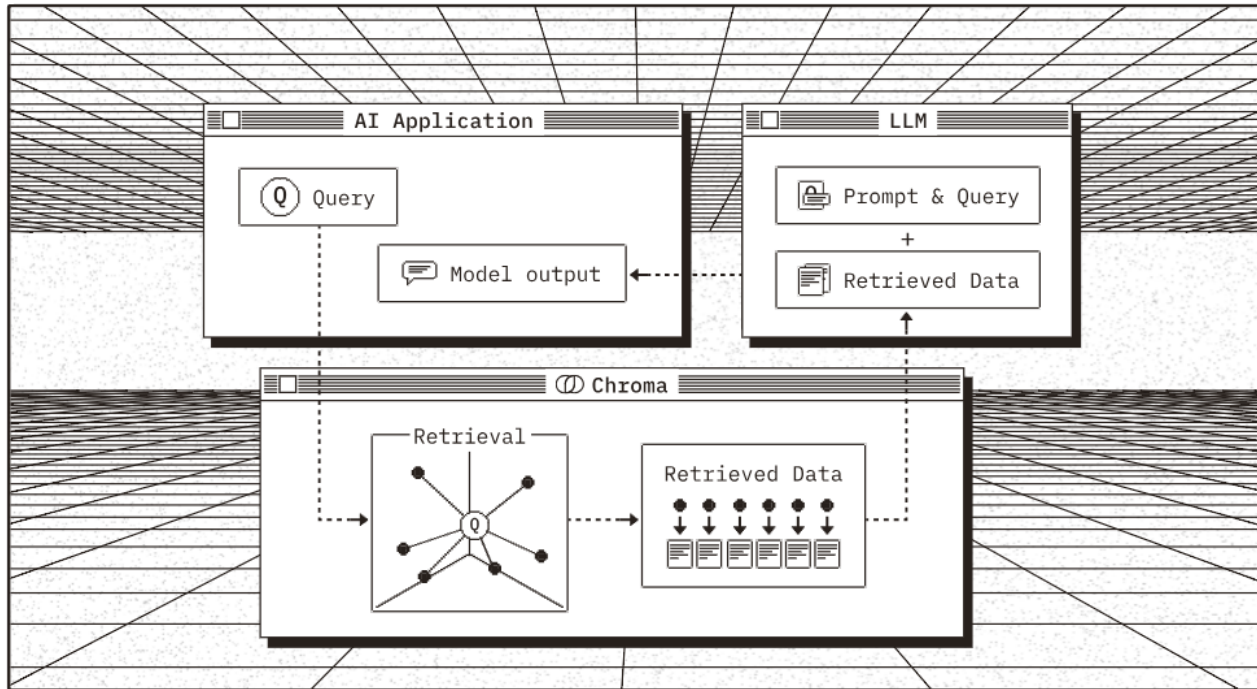 AI Application
Q Query
Model output
LLM
Prompt & Query
+
Retrieved Data
Chroma
Retrieval
Q
Retrieved Data